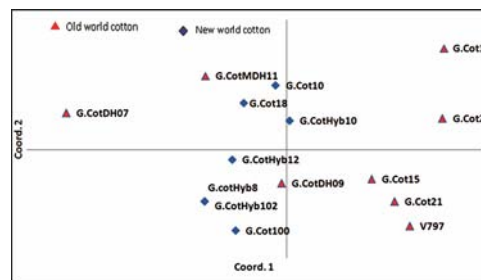 Old world cotton
New world cotton
G.CotMDH11
G.Cot10
G.Cot18
G.CotDH07
G.CotHyb10
Coord. 2
G.CotHyb12
G.CotDH09
G.Cot15
G.cotHyb8
G.CotHyb102
G.Cot21
G.Cot100
V797
Coord. 1